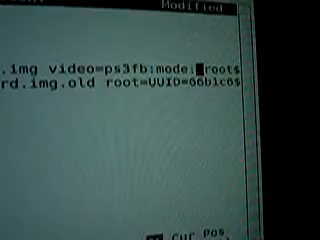 Modified
.img video=ps3fb:mode: root$
rd.img.old root=UUID=66b1c6$
Cur Pos